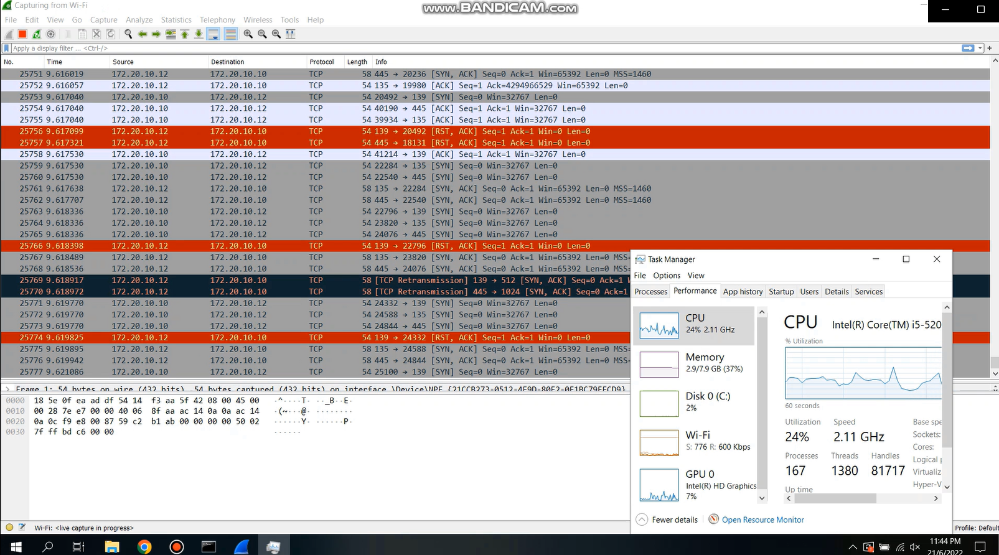 Capturing from Wi-Fi
www.BANDICAM.com
File Edit View Go Capture Analyze Statistics Telephony Wireless Tools Help
Apply a display filter ... <Ctrl-/>
No. Time Source Destination Protocol Length Info
25751 9.616019 172.20.10.12 172.20.10.10 TCP 58 445 → 20236 [SYN, ACK] Seq=0 Ack=1 Win=65392 Len=0 MSS=1460
25752 9.616057 172.20.10.12 172.20.10.10 TCP 54 135 → 19980 [ACK] Seq=1 Ack=4294966529 Win=65392 Len=0
25753 9.617040 172.20.10.10 172.20.10.12 TCP 54 20492 → 139 [SYN] Seq=0 Win=32767 Len=0
25754 9.617040 172.20.10.10 172.20.10.12 TCP 54 40190 → 445 [ACK] Seq=1 Ack=1 Win=32767 Len=0
25755 9.617040 172.20.10.10 172.20.10.12 TCP 54 39934 → 135 [ACK] Seq=1 Ack=1 Win=32767 Len=0
25756 9.617099 172.20.10.12 172.20.10.10 TCP 54 139 → 20492 [RST, ACK] Seq=1 Ack=1 Win=0 Len=0
25757 9.617321 172.20.10.12 172.20.10.10 TCP 54 445 → 18131 [RST, ACK] Seq=1 Ack=1 Win=0 Len=0
25758 9.617530 172.20.10.10 172.20.10.12 TCP 54 41214 → 139 [ACK] Seq=1 Ack=1 Win=32767 Len=0
25759 9.617530 172.20.10.10 172.20.10.12 TCP 54 22284 → 135 [SYN] Seq=0 Win=32767 Len=0
25760 9.617530 172.20.10.10 172.20.10.12 TCP 54 22540 → 445 [SYN] Seq=0 Win=32767 Len=0
25761 9.617638 172.20.10.12 172.20.10.10 TCP 58 135 → 22284 [SYN, ACK] Seq=0 Ack=1 Win=65392 Len=0 MSS=1460
25762 9.617707 172.20.10.12 172.20.10.10 TCP 58 445 → 22540 [SYN, ACK] Seq=0 Ack=1 Win=65392 Len=0 MSS=1460
25763 9.618336 172.20.10.10 172.20.10.12 TCP 54 22796 → 139 [SYN] Seq=0 Win=32767 Len=0
25764 9.618336 172.20.10.10 172.20.10.12 TCP 54 23820 → 135 [SYN] Seq=0 Win=32767 Len=0
25765 9.618336 172.20.10.10 172.20.10.12 TCP 54 24076 → 445 [SYN] Seq=0 Win=32767 Len=0
25766 9.618398 172.20.10.12 172.20.10.10 TCP 54 139 → 22796 [RST, ACK] Seq=1 Ack=1 Win=0 Len=0
25767 9.618489 172.20.10.12 172.20.10.10 TCP 58 135 → 23820 [SYN, ACK] Seq=0 Ack=1 Win=65392 Len=0 MSS=
25768 9.618536 172.20.10.12 172.20.10.10 TCP 58 445 → 24076 [SYN, ACK] Seq=0 Ack=1 Win=65392 Len=0 MSS=
25769 9.618917 172.20.10.12 172.20.10.10 TCP 58 [TCP Retransmission] 139 → 512 [SYN, ACK] Seq=0 Ack=1 W
25770 9.618972 172.20.10.12 172.20.10.10 TCP 58 [TCP Retransmission] 445 → 1024 [SYN, ACK] Seq=0 Ack=1
25771 9.619770 172.20.10.10 172.20.10.12 TCP 54 24332 → 139 [SYN] Seq=0 Win=32767 Len=0
25772 9.619770 172.20.10.10 172.20.10.12 TCP 54 24588 → 135 [SYN] Seq=0 Win=32767 Len=0
25773 9.619770 172.20.10.10 172.20.10.12 TCP 54 24844 → 445 [SYN] Seq=0 Win=32767 Len=0
25774 9.619825 172.20.10.12 172.20.10.10 TCP 54 139 → 24332 [RST, ACK] Seq=1 Ack=1 Win=0 Len=0
25775 9.619895 172.20.10.12 172.20.10.10 TCP 58 135 → 24588 [SYN, ACK] Seq=0 Ack=1 Win=65392 Len=0 MSS=
25776 9.619942 172.20.10.12 172.20.10.10 TCP 58 445 → 24844 [SYN, ACK] Seq=0 Ack=1 Win=65392 Len=0 MSS=
25777 9.621086 172.20.10.10 172.20.10.12 TCP 54 25100 → 139 [SYN] Seq=0 Win=32767 Len=0
Frame 1: 54 bytes on wire (432 bits), 54 bytes captured (432 bits) on interface
0000 18 5e 0f ea ad df 54 14 f3 aa 5f 42 08 00 45 00 ·^····T· ··_B··E·
0010 00 28 7e e7 00 00 40 06 8f aa ac 14 0a 0a ac 14 ·(~···@· ········
0020 0a 0c f9 e8 00 87 59 c2 b1 ab 00 00 00 00 50 02 ······Y· ······P·
0030 7f ff bd c6 00 00 ······
Wi-Fi: <live capture in progress>
Profile: Default
Task Manager
File Options View
Processes Performance App history Startup Users Details Services
CPU
24% 2.11 GHz
Memory
2.9/7.9 GB (37%)
Disk 0 (C:)
2%
Wi-Fi
S: 776 R: 600 Kbps
GPU 0
Intel(R) HD Graphics
7%
CPU Intel(R) Core(TM) i5-520
% Utilization
60 seconds
Utilization Speed Base spe
24% 2.11 GHz Sockets:
Cores:
Processes Threads Handles Logical p
167 1380 81717 Virtualiz
Hyper-V
Up time
Fewer details Open Resource Monitor
11:44 PM
21/6/2022